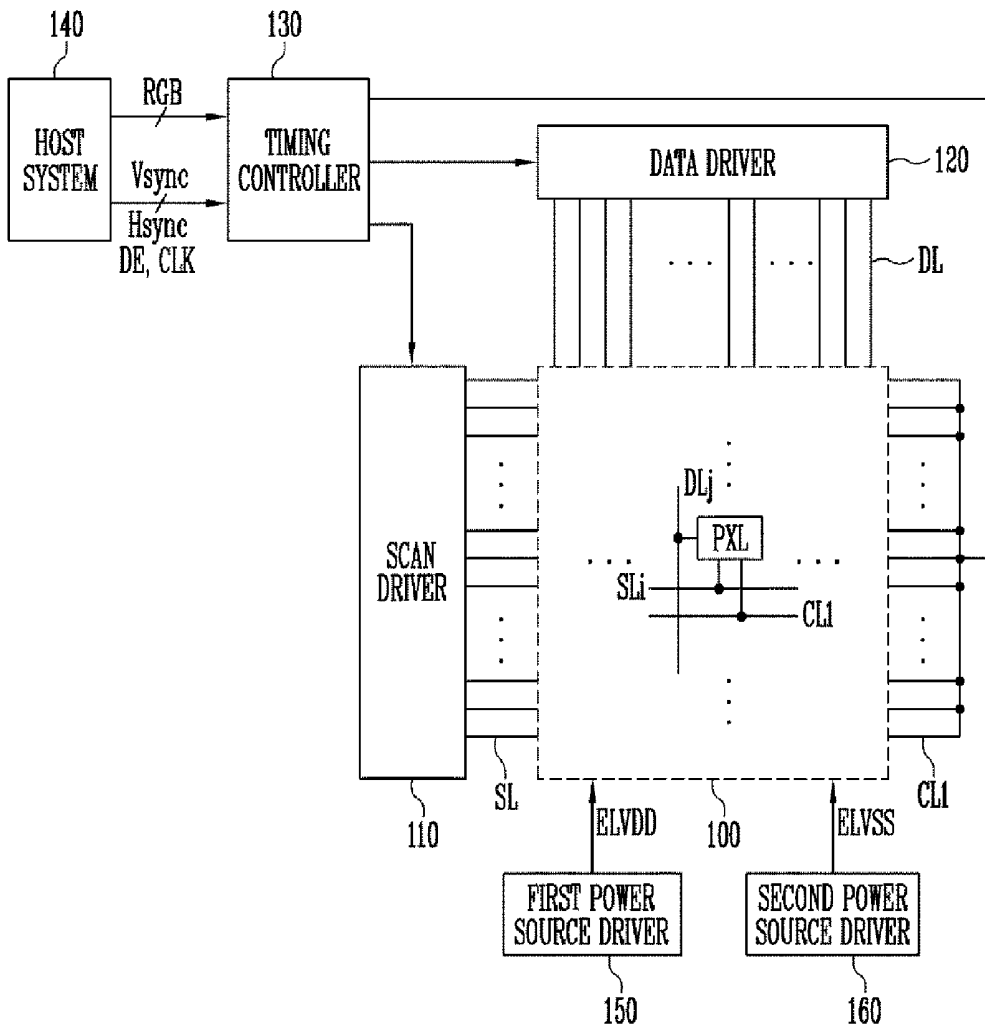 140
130
HOST
SYSTEM
RGB
Vsync
Hsync
DE, CLK
TIMING
CONTROLLER
DATA DRIVER
120
DL
SCAN
DRIVER
DLj
PXL
SLi
CL1
SL
110
ELVDD
100
ELVSS
CL1
FIRST POWER
SOURCE DRIVER
SECOND POWER
SOURCE DRIVER
150
160